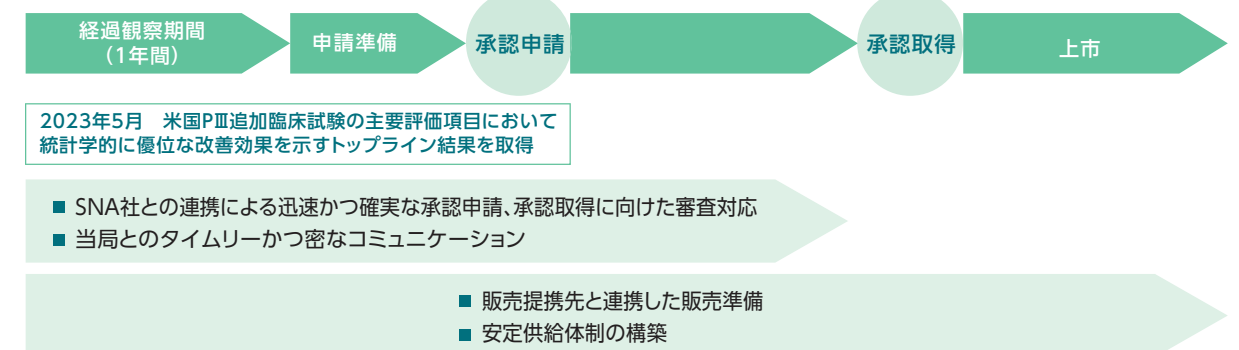 経過観察期間
(1年間)
申請準備
承認申請
承認取得
上市
2023年5月　米国PⅢ追加臨床試験の主要評価項目において
統計学的に優位な改善効果を示すトップライン結果を取得
■ SNA社との連携による迅速かつ確実な承認申請、承認取得に向けた審査対応
■ 当局とのタイムリーかつ密なコミュニケーション
■ 販売提携先と連携した販売準備
■ 安定供給体制の構築